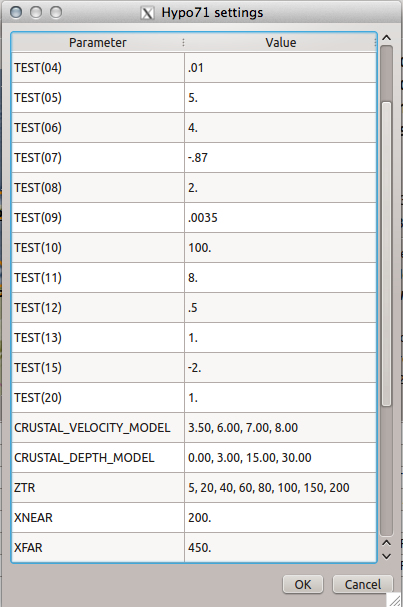 Hypo71 settings
Parameter Value
TEST(04) .01
TEST(05) 5.
TEST(06) 4.
TEST(07) -.87
TEST(08) 2.
TEST(09) .0035
TEST(10) 100.
TEST(11) 8.
TEST(12) .5
TEST(13) 1.
TEST(15) -2.
TEST(20) 1.
CRUSTAL_VELOCITY_MODEL 3.50, 6.00, 7.00, 8.00
CRUSTAL_DEPTH_MODEL 0.00, 3.00, 15.00, 30.00
ZTR 5, 20, 40, 60, 80, 100, 150, 200
XNEAR 200.
XFAR 450.
OK Cancel